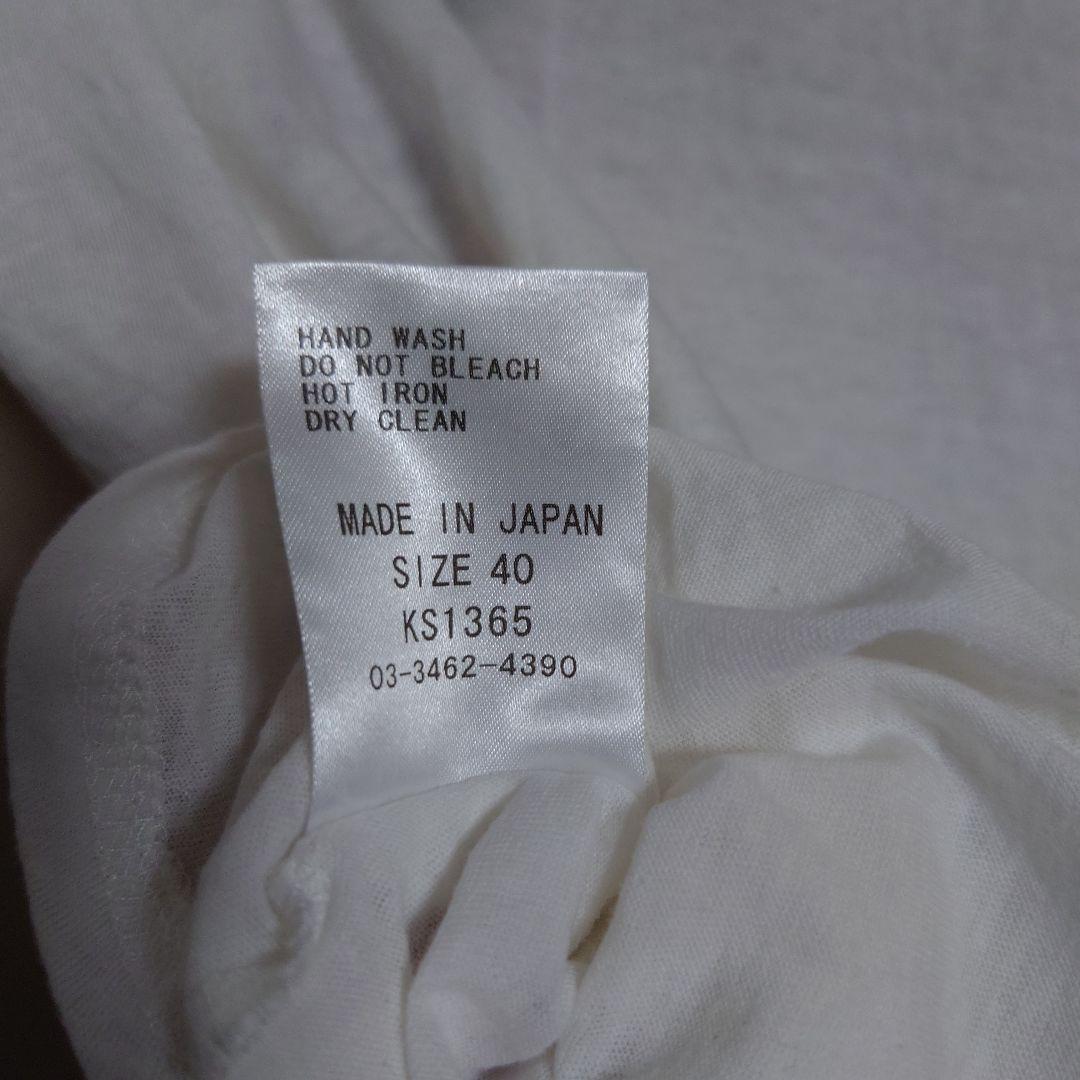 HAND WASH
DO NOT BLEACH
HOT IRON
DRY CLEAN
MADE IN JAPAN
SIZE 40
KS1365
03-3462-4390